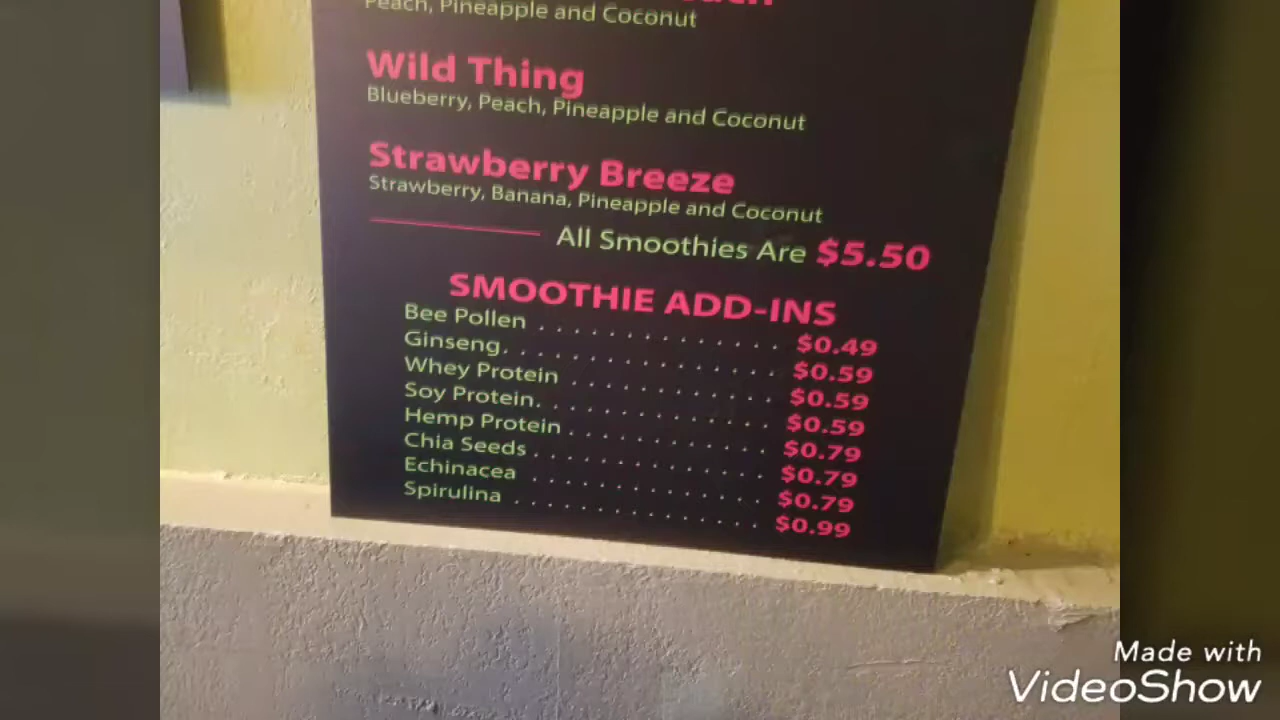 Peach, Pineapple and Coconut
Wild Thing
Blueberry, Peach, Pineapple and Coconut
Strawberry Breeze
Strawberry, Banana, Pineapple and Coconut
All Smoothies Are $5.50
SMOOTHIE ADD-INS
Bee Pollen . . . . . . . . . . . . . $0.49
Ginseng. . . . . . . . . . . . . . . $0.59
Whey Protein . . . . . . . . . . . $0.59
Soy Protein. . . . . . . . . . . . . $0.59
Hemp Protein . . . . . . . . . . . $0.79
Chia Seeds . . . . . . . . . . . . . $0.79
Echinacea . . . . . . . . . . . . . $0.79
Spirulina . . . . . . . . . . . . . . $0.99
Made with
VideoShow